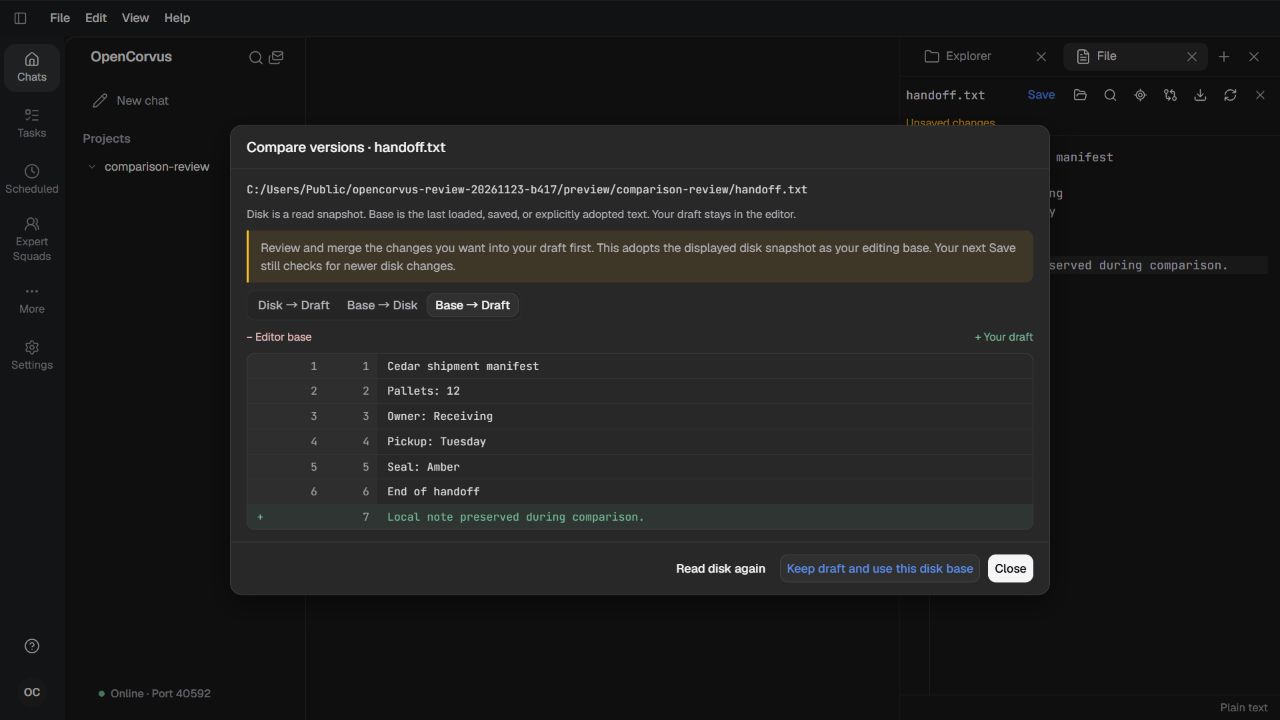 File Edit View Help
OpenCorvus
Chats
New chat
Tasks
Projects
comparison-review
Scheduled
Expert
Squads
More
Settings
OC
Online · Port 40592
Explorer
File
handoff.txt
Save
Unsaved changes
manifest
ng
y
served during comparison.
Plain text
Compare versions · handoff.txt
C:/Users/Public/opencorvus-review-20261123-b417/preview/comparison-review/handoff.txt
Disk is a read snapshot. Base is the last loaded, saved, or explicitly adopted text. Your draft stays in the editor.
Review and merge the changes you want into your draft first. This adopts the displayed disk snapshot as your editing base. Your next Save
still checks for newer disk changes.
Disk → Draft Base → Disk Base → Draft
− Editor base + Your draft
1 1 Cedar shipment manifest
2 2 Pallets: 12
3 3 Owner: Receiving
4 4 Pickup: Tuesday
5 5 Seal: Amber
6 6 End of handoff
+ 7 Local note preserved during comparison.
Read disk again Keep draft and use this disk base Close